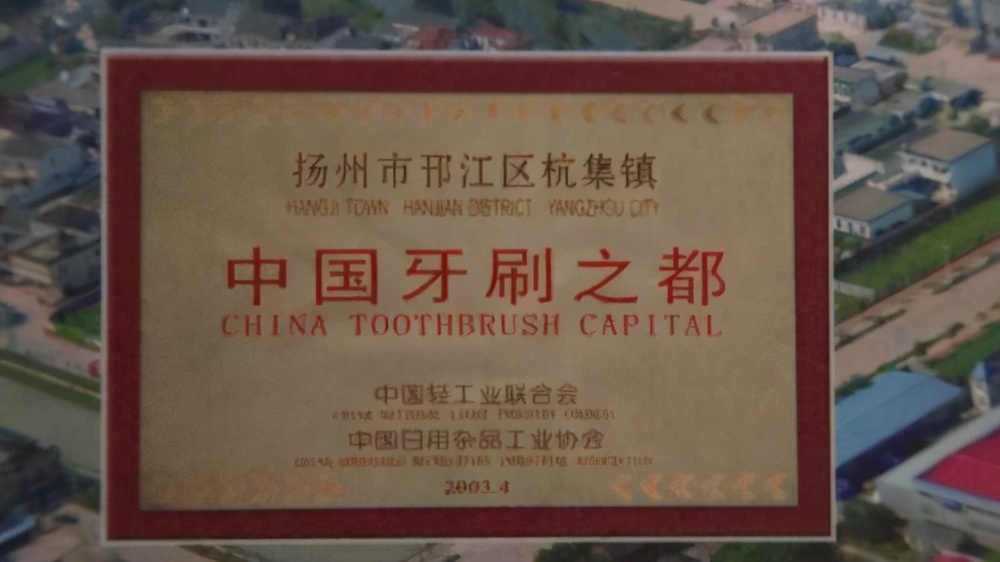 扬州市邗江区杭集镇
HANGJI TOWN HANJIAN DISTRICT YANGZHOU CITY
中国牙刷之都
CHINA TOOTHBRUSH CAPITAL
中国轻工业联合会
中国日用杂品工业协会
2003.4